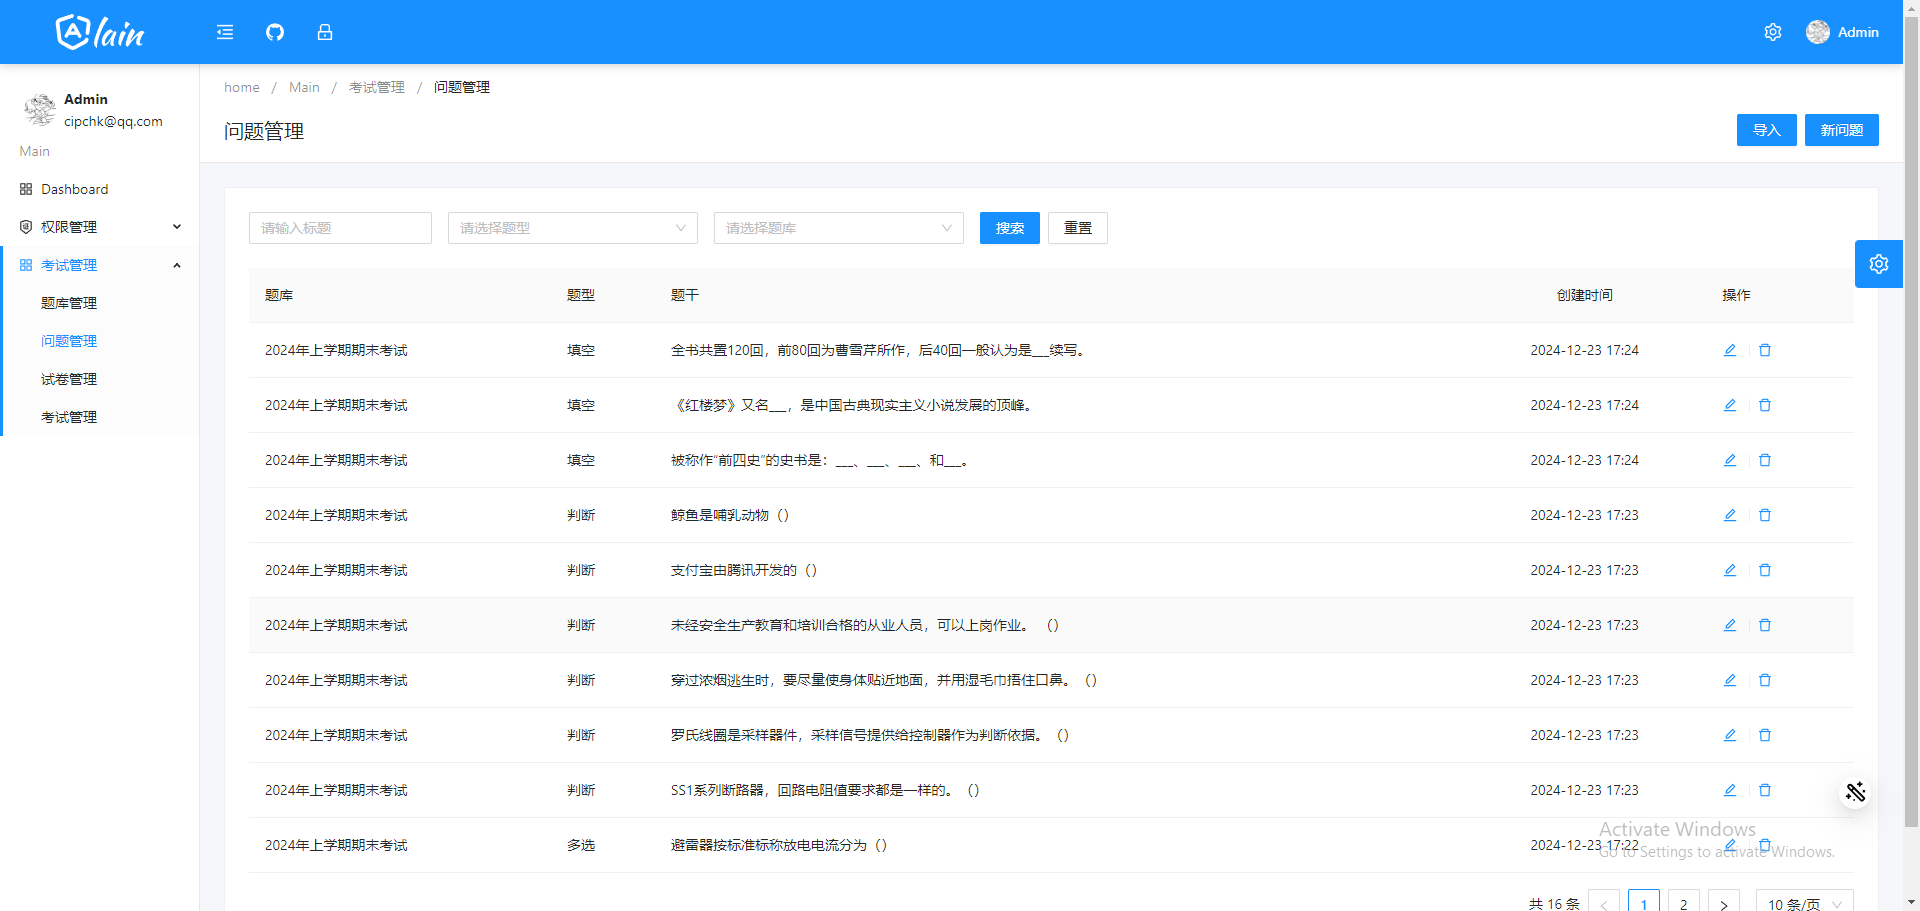 Alain
Admin
Admin
cipchk@qq.com
Main
Dashboard
权限管理
考试管理
题库管理
问题管理
试卷管理
考试管理
home / Main / 考试管理 / 问题管理
问题管理
导入 新问题
请输入标题 请选择题型 请选择题库 搜索 重置
题库 题型 题干 创建时间 操作
2024年上学期期末考试 填空 全书共置120回，前80回为曹雪芹所作，后40回一般认为是___续写。 2024-12-23 17:24
2024年上学期期末考试 填空 《红楼梦》又名___，是中国古典现实主义小说发展的顶峰。 2024-12-23 17:24
2024年上学期期末考试 填空 被称作“前四史”的史书是：___、___、___、和___。 2024-12-23 17:24
2024年上学期期末考试 判断 鲸鱼是哺乳动物（） 2024-12-23 17:23
2024年上学期期末考试 判断 支付宝由腾讯开发的（） 2024-12-23 17:23
2024年上学期期末考试 判断 未经安全生产教育和培训合格的从业人员，可以上岗作业。（） 2024-12-23 17:23
2024年上学期期末考试 判断 穿过浓烟逃生时，要尽量使身体贴近地面，并用湿毛巾捂住口鼻。（） 2024-12-23 17:23
2024年上学期期末考试 判断 罗氏线圈是采样器件，采样信号提供给控制器作为判断依据。（） 2024-12-23 17:23
2024年上学期期末考试 判断 SS1系列断路器，回路电阻值要求都是一样的。（） 2024-12-23 17:23
2024年上学期期末考试 多选 避雷器按标准标称放电电流分为（） 2024-12-23 17:22
Activate Windows
Go to Settings to activate Windows.
共 16 条 < 1 2 > 10 条/页